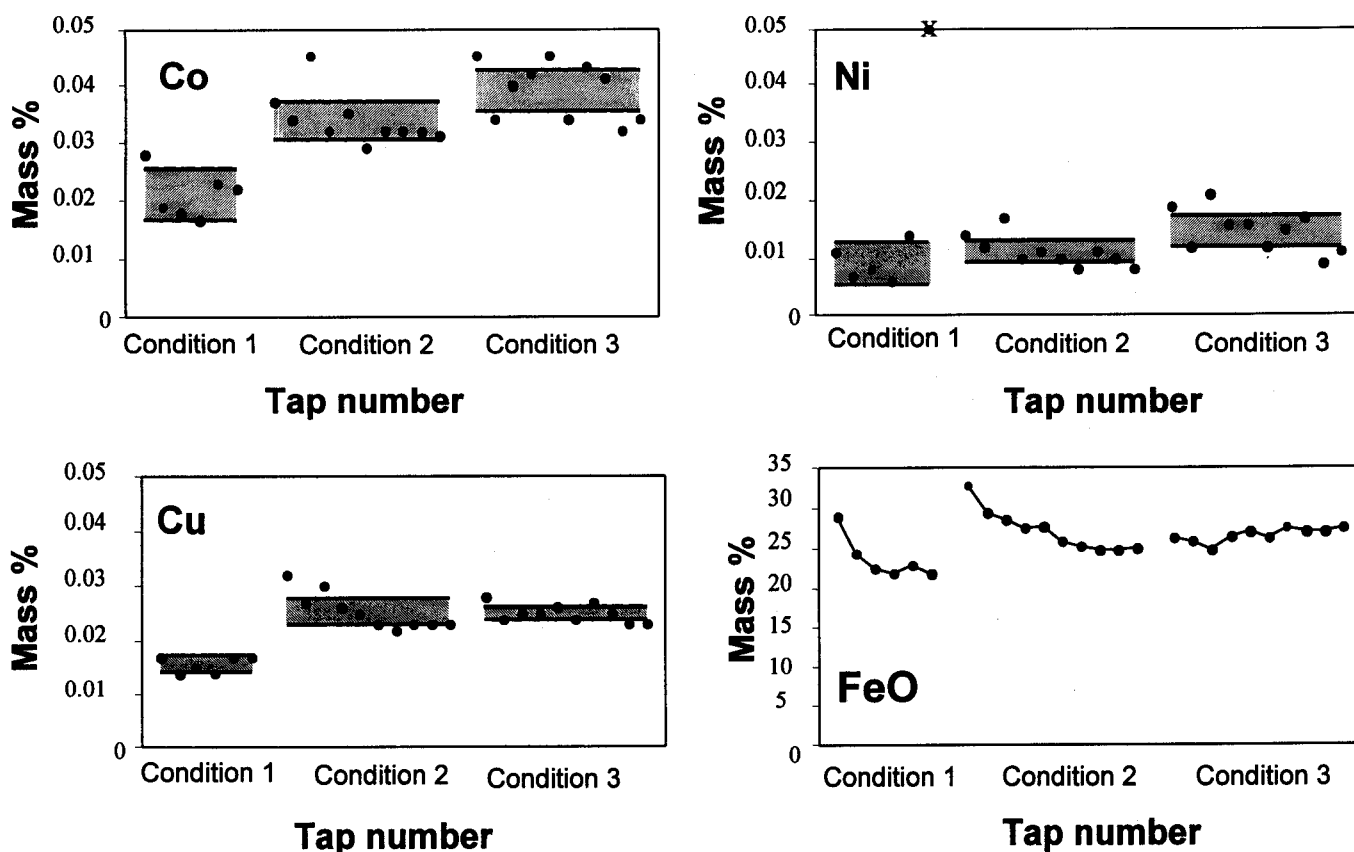 0.05
0.04
0.03
0.02
0.01
0
Mass %
Co
Condition 1 Condition 2 Condition 3
Tap number
0.05
0.04
0.03
0.02
0.01
0
Mass %
Ni
Condition 1 Condition 2 Condition 3
Tap number
0.05
0.04
0.03
0.02
0.01
0
Mass %
Cu
Condition 1 Condition 2 Condition 3
Tap number
35
30
25
20
15
10
5
0
Mass %
FeO
Condition 1 Condition 2 Condition 3
Tap number